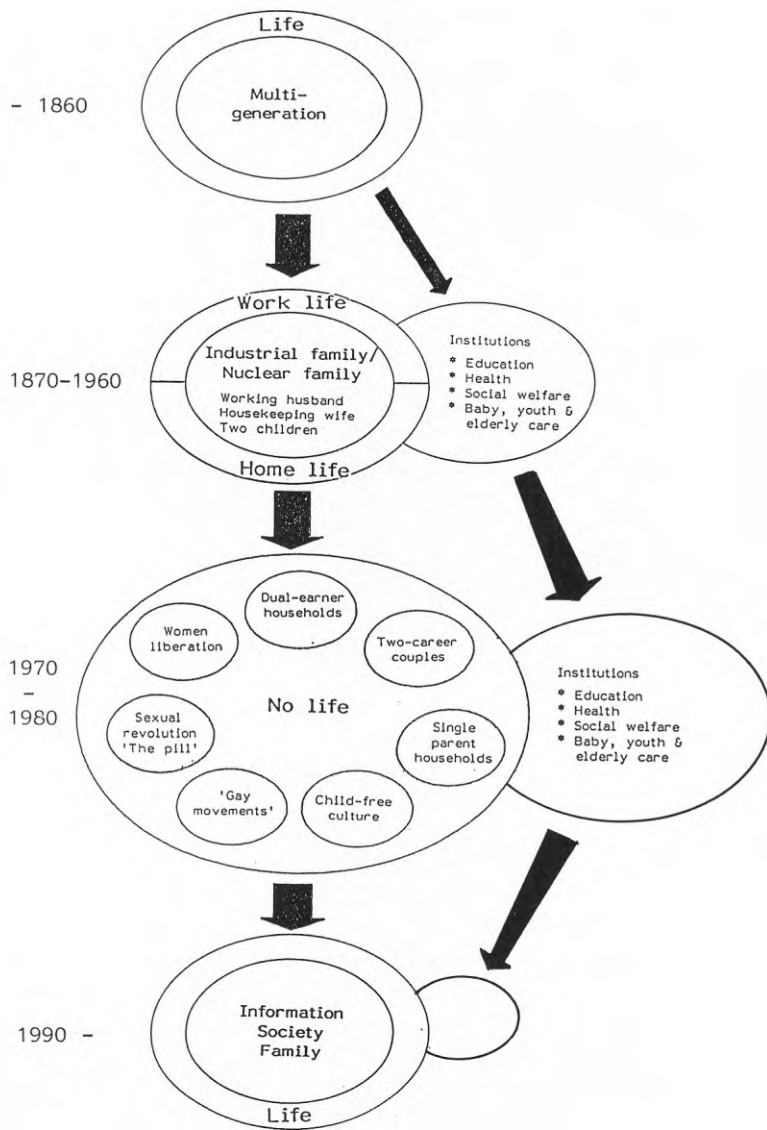 Life
- 1860
Multi-
generation
Work life
1870-1960
Industrial family/
Nuclear family
Working husband
Housekeeping wife
Two children
Home life
Institutions
* Education
* Health
* Social welfare
* Baby, youth &
elderly care
1970
-
1980
Dual-earner
households
Women
liberation
Two-career
couples
No life
Sexual
revolution
'The pill'
Single
parent
households
'Gay
movements'
Child-free
culture
Institutions
* Education
* Health
* Social welfare
* Baby, youth &
elderly care
1990 -
Information
Society
Family
Life